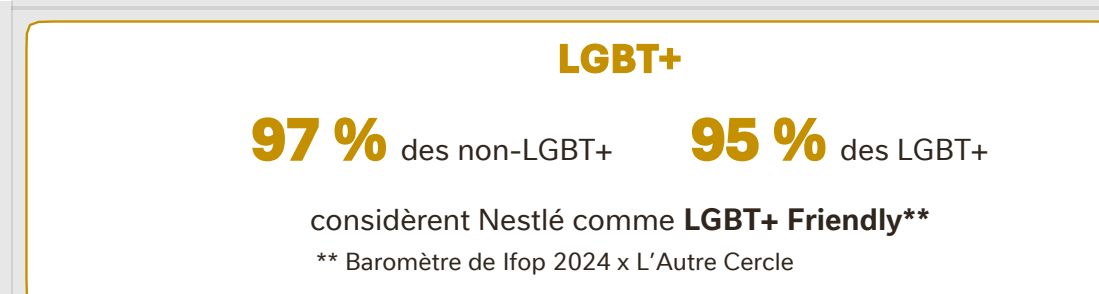 LGBT+
97 % des non-LGBT+ 95 % des LGBT+
considèrent Nestlé comme LGBT+ Friendly**
** Baromètre de Ifop 2024 x L’Autre Cercle